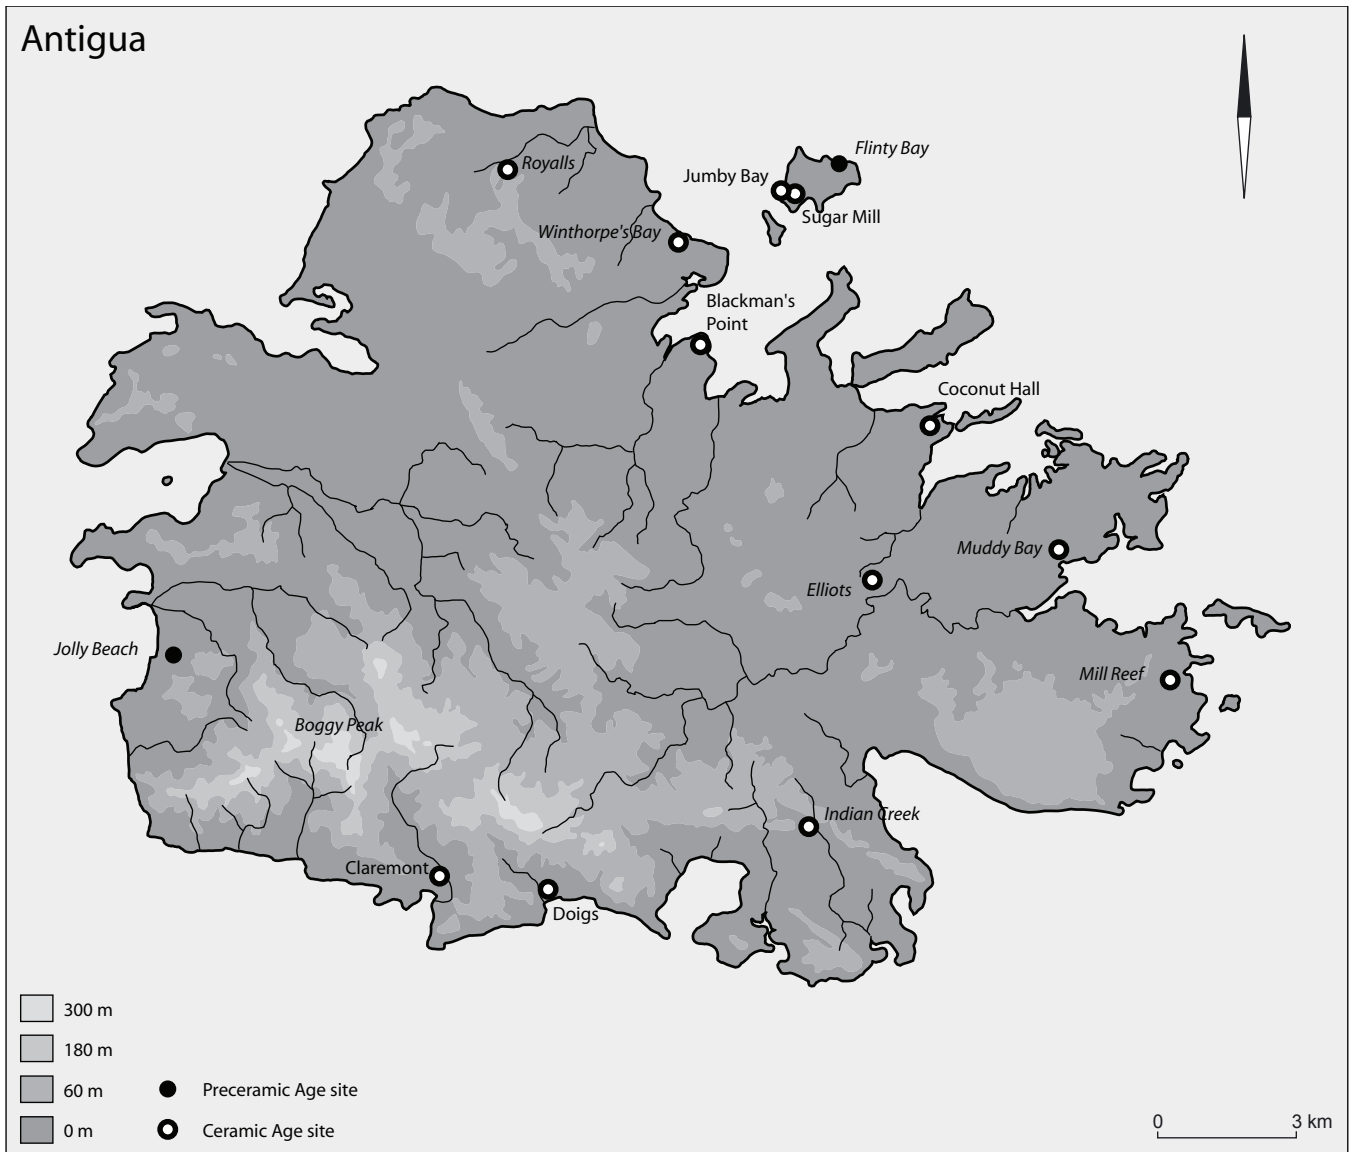 Antigua
Flinty Bay
Royalls
Jumby Bay
Sugar Mill
Winthorpe's Bay
Blackman's
Point
Coconut Hall
Muddy Bay
Elliots
Jolly Beach
Mill Reef
Boggy Peak
Indian Creek
Claremont
Doigs
300 m
180 m
60 m
Preceramic Age site
0 m
Ceramic Age site
0
3 km